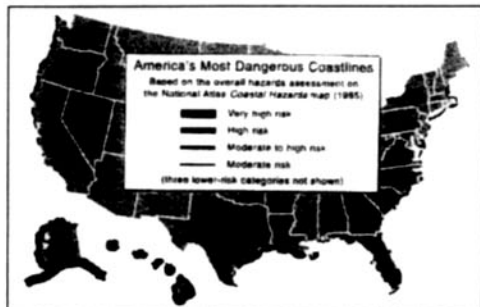 America's Most Dangerous Coastlines
Based on the overall hazards assessment on
the National Atlas Coastal Hazards map (1985)
Very high risk
High risk
Moderate to high risk
Moderate risk
(three lower-risk categories not shown)